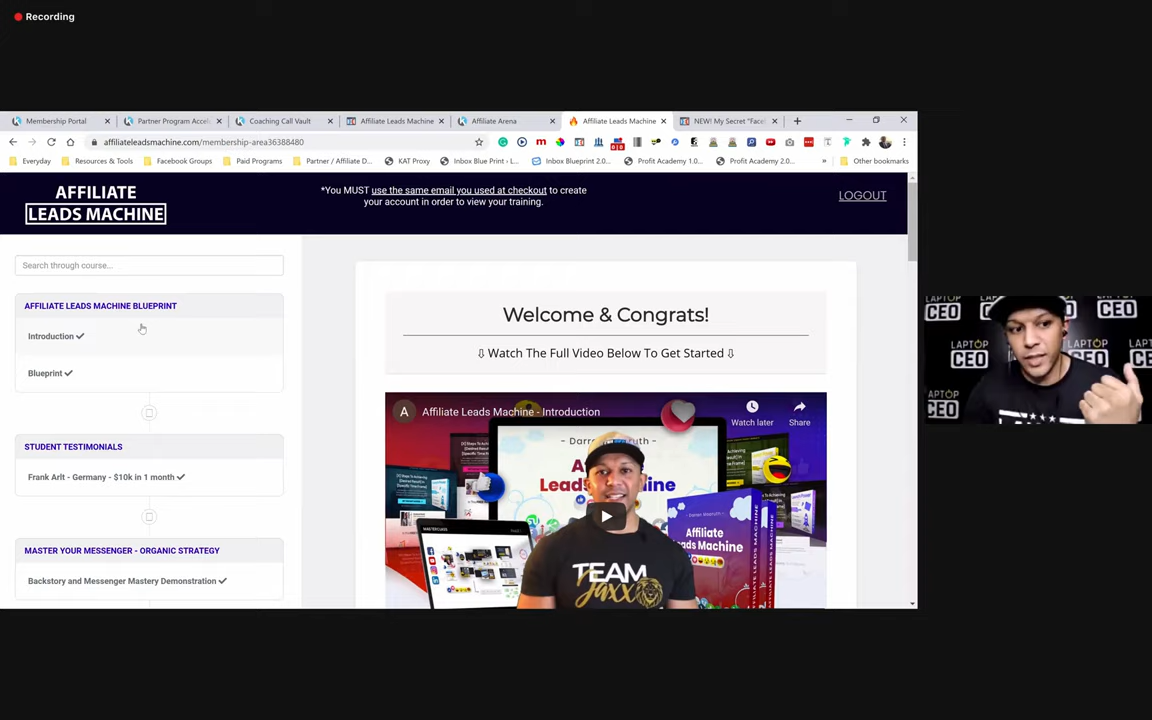 Recording
Membership Portal
Partner Program Accel
Coaching Call Vault
Affiliate Leads Machine
Affiliate Arena
Affiliate Leads Machine
NEW! My Secret "Face
affiliateleadsmachine.com/membership-area36388480
Everyday
Resources & Tools
Facebook Groups
Paid Programs
Partner / Affiliate D...
KAT Proxy
Inbox Blue Print - L...
Inbox Blueprint 2.0...
Profit Academy 1.0...
Profit Academy 2.0...
»
Other bookmarks
AFFILIATE
LEADS MACHINE
*You MUST use the same email you used at checkout to create
your account in order to view your training.
LOGOUT
Search through course...
AFFILIATE LEADS MACHINE BLUEPRINT
Introduction
Blueprint
STUDENT TESTIMONIALS
Frank Arlt - Germany - $10k in 1 month
MASTER YOUR MESSENGER - ORGANIC STRATEGY
Backstory and Messenger Mastery Demonstration
Welcome & Congrats!
⇩ Watch The Full Video Below To Get Started ⇩
A
Affiliate Leads Machine - Introduction
Watch later
Share
TEAM
Jaxx
Affiliate
Leads Machine
LAPTOP
CEO
LAPTOP
CEO